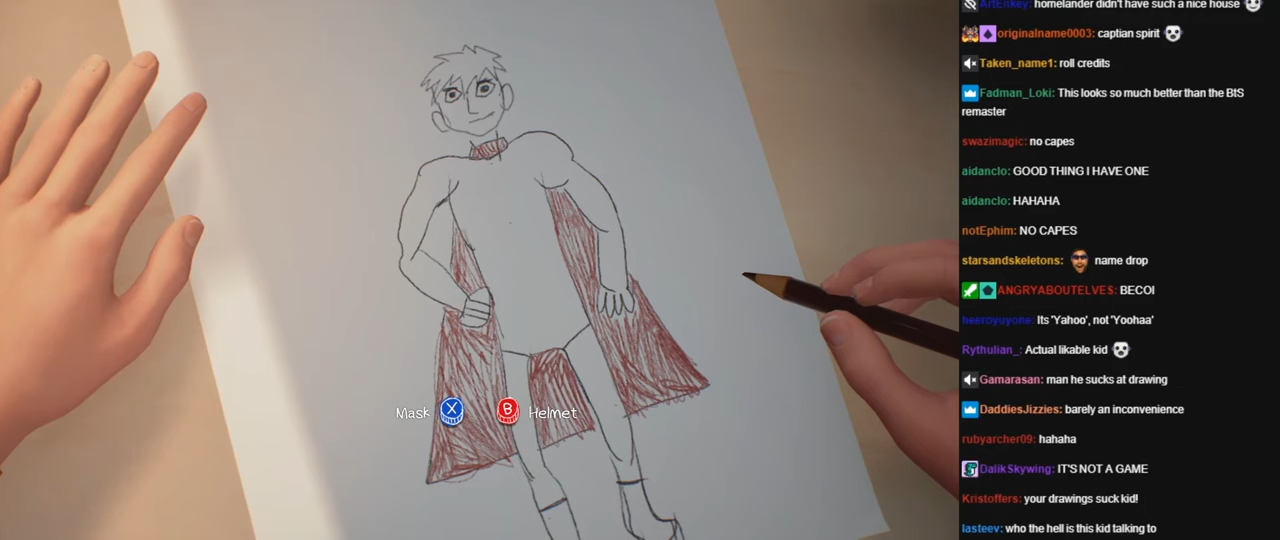 ArtEnkey: homelander didn't have such a nice house
originalname0003: captian spirit
Taken_name1: roll credits
Fadman_Loki: This looks so much better than the BtS
remaster
swazimagic: no capes
aidanclo: GOOD THING I HAVE ONE
aidanclo: HAHAHA
notEphim: NO CAPES
starsandskeletons: name drop
ANGRYABOUTELVES: BECOI
heeroyuyone: Its 'Yahoo', not 'Yoohaa'
Rythulian_: Actual likable kid
Gamarasan: man he sucks at drawing
DaddiesJizzies: barely an inconvenience
rubyarcher09: hahaha
DalikSkywing: IT'S NOT A GAME
Kristoffers: your drawings suck kid!
lasteev: who the hell is this kid talking to
Mask X B Helmet